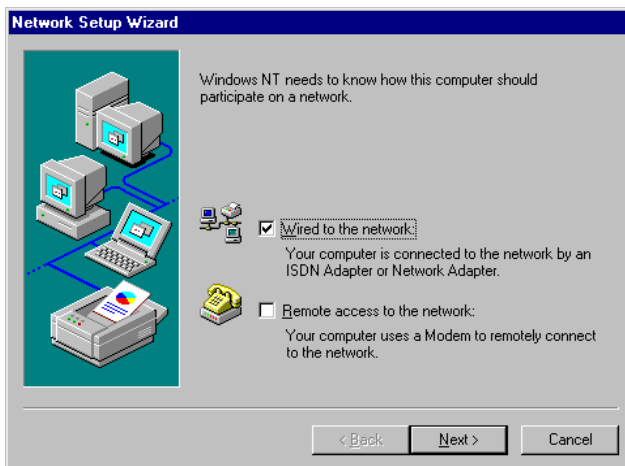 Network Setup Wizard
Windows NT needs to know how this computer should
participate on a network.
Wired to the network:
Your computer is connected to the network by an
ISDN Adapter or Network Adapter.
Remote access to the network:
Your computer uses a Modem to remotely connect
to the network.
< Back
Next >
Cancel